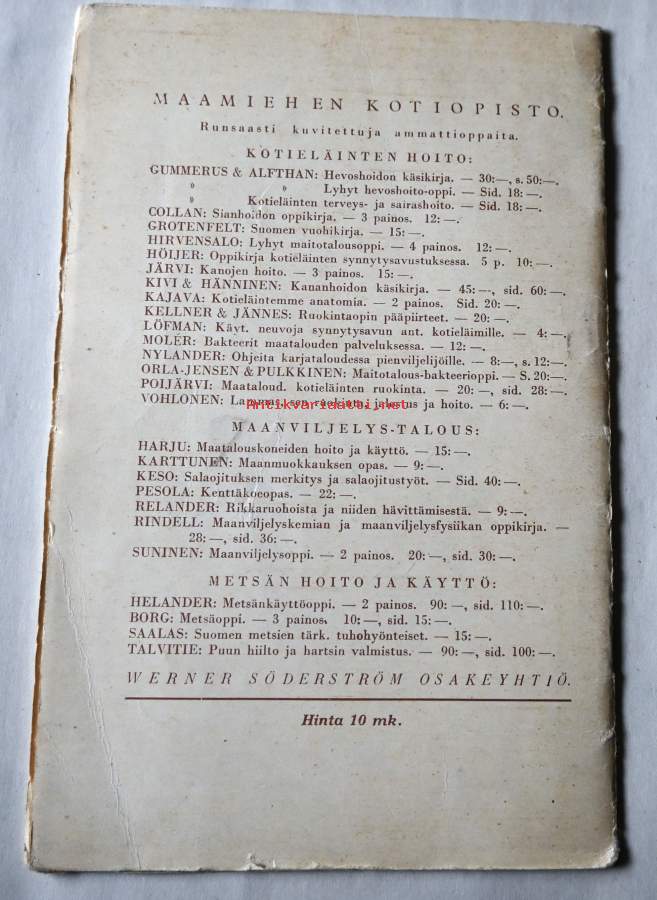 MAAMIEHEN KOTIOPISTO.
Runsaasti kuvitettuja ammattioppaita.
KOTIELÄINTEN HOITO:
GUMMERUS & ALFTHAN: Hevoshoidon käsikirja. — 30:—, s. 50:—.
» » Lyhyt hevoshoito-oppi. — Sid. 18:—.
» Kotieläinten terveys- ja sairashoito. — Sid. 18:—.
COLLAN: Sianhoidon oppikirja. — 3 painos. 12:—.
GROTENFELT: Suomen vuohikirja. — 15:—.
HIRVENSALO: Lyhyt maitotalousoppi. — 4 painos. 12:—.
HÖIJER: Oppikirja kotieläinten synnytysavustuksessa. 5 p. 10:—.
JÄRVI: Kanojen hoito. — 3 painos. 15:—.
KIVI & HÄNNINEN: Kananhoidon käsikirja. — 45:—, sid. 60:—.
KAJAVA: Kotieläintemme anatomia. — 2 painos. Sid. 20:—.
KELLNER & JÄNNES: Ruokintaopin pääpiirteet. — 20:—.
LÖFMAN: Käyt. neuvoja synnytysavun ant. kotieläimille. — 4:—.
MOLÉR: Bakteerit maatalouden palveluksessa. — 12:—.
NYLANDER: Ohjeita karjataloudessa pienviljelijöille. — 8:—, s. 12:—.
ORLA-JENSEN & PULKKINEN: Maitotalous-bakteerioppi. — S. 20:—.
POIJÄRVI: Maataloud. kotieläinten ruokinta. — 20:—, sid. 28:—.
VOHLONEN: sen ruokinta, jalostus ja hoito. — 6:—.
Antikvariaatti.net
MAANVILJELYS-TALOUS:
HARJU: Maatalouskoneiden hoito ja käyttö. — 15:—.
KARTTUNEN: Maanmuokkauksen opas. — 9:—.
KESO: Salaojituksen merkitys ja salaojitustyöt. — Sid. 40:—.
PESOLA: Kenttäkoeopas. — 22:—.
RELANDER: Rikkaruohoista ja niiden hävittämisestä. — 9:—.
RINDELL: Maanviljelyskemian ja maanviljelysfysiikan oppikirja. —
28:—, sid. 36:—.
SUNINEN: Maanviljelysoppi. — 2 painos. 20:—, sid. 30:—.
METSÄN HOITO JA KÄYTTÖ:
HELANDER: Metsänkäyttöoppi. — 2 painos. 90:—, sid. 110:—.
BORG: Metsäoppi. — 3 painos. 10:—, sid. 15:—.
SAALAS: Suomen metsien tärk. tuhohyönteiset. — 15:—.
TALVITIE: Puun hiilto ja hartsin valmistus. — 90:—, sid. 100:—.
WERNER SÖDERSTRÖM OSAKEYHTIÖ.
Hinta 10 mk.